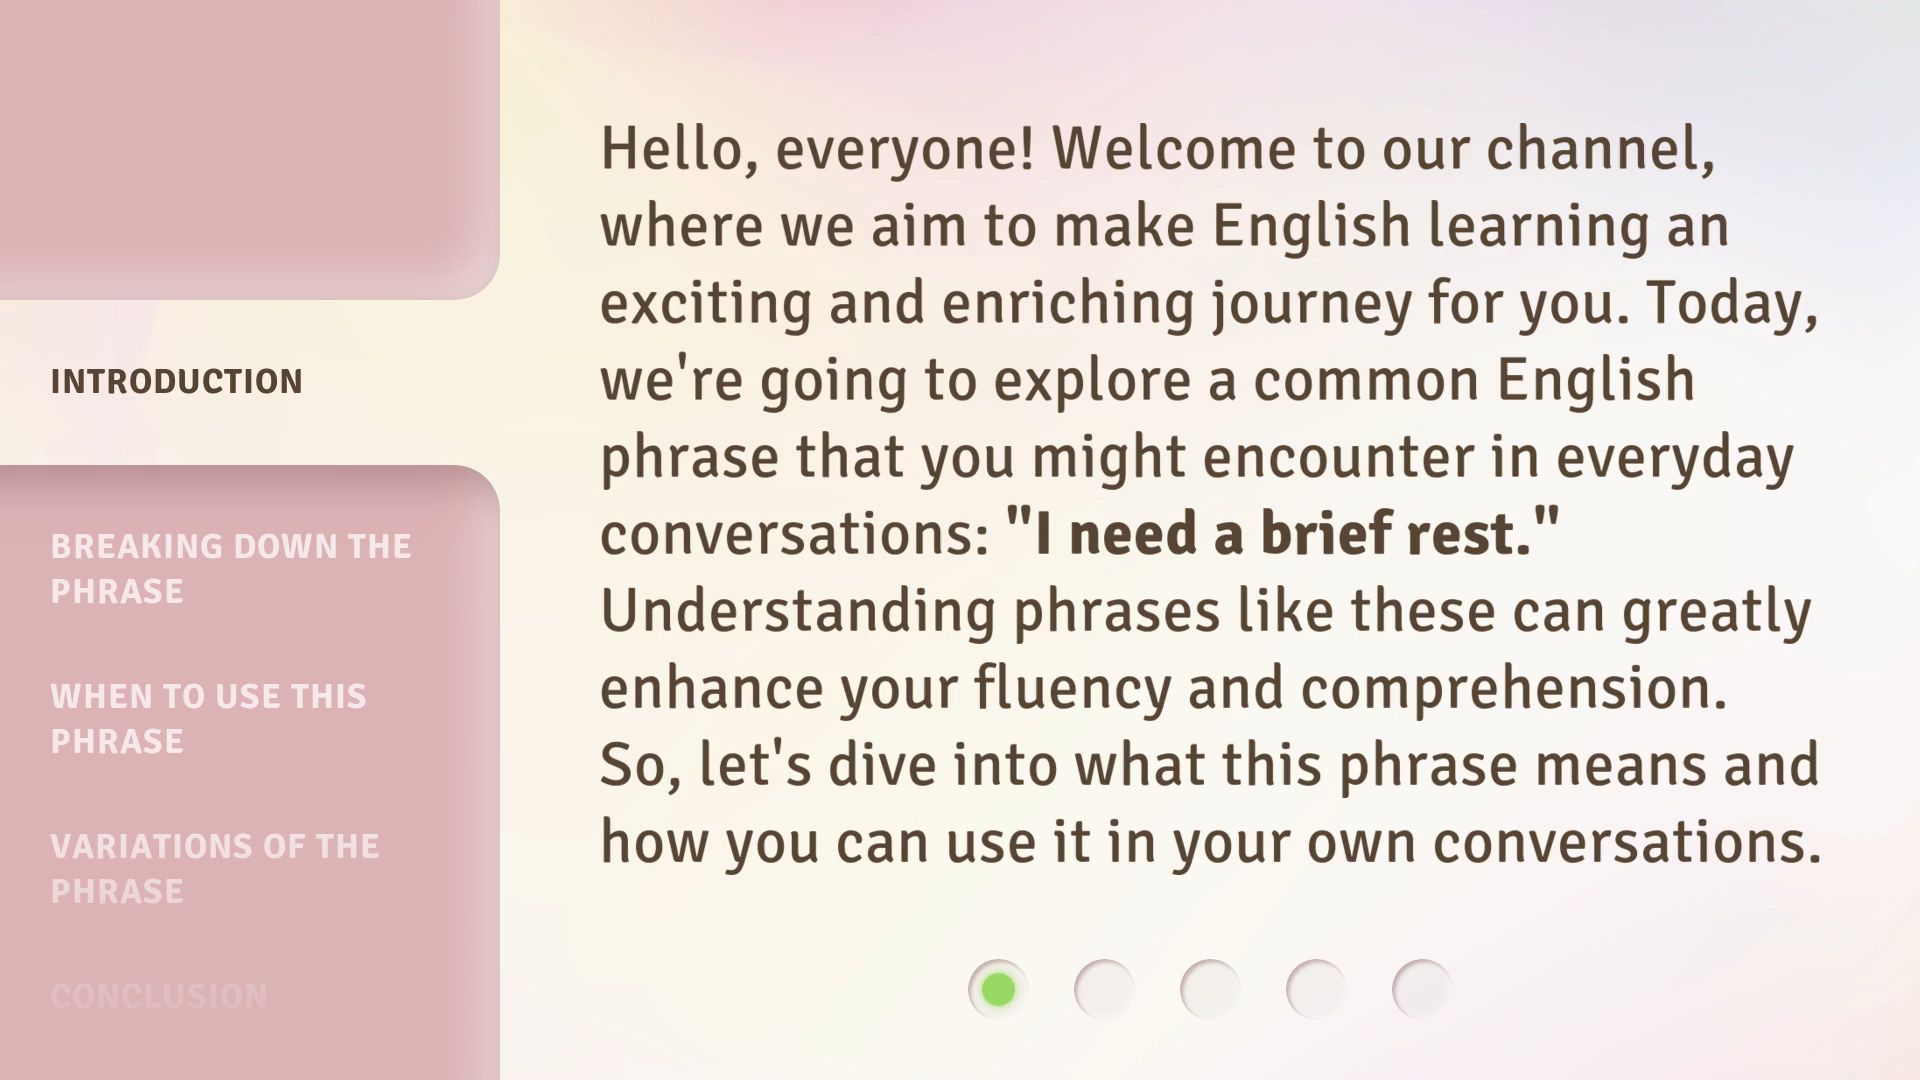 INTRODUCTION
BREAKING DOWN THE
PHRASE
WHEN TO USE THIS
PHRASE
VARIATIONS OF THE
PHRASE
CONCLUSION
Hello, everyone! Welcome to our channel,
where we aim to make English learning an
exciting and enriching journey for you. Today,
we're going to explore a common English
phrase that you might encounter in everyday
conversations: "I need a brief rest."
Understanding phrases like these can greatly
enhance your fluency and comprehension.
So, let's dive into what this phrase means and
how you can use it in your own conversations.